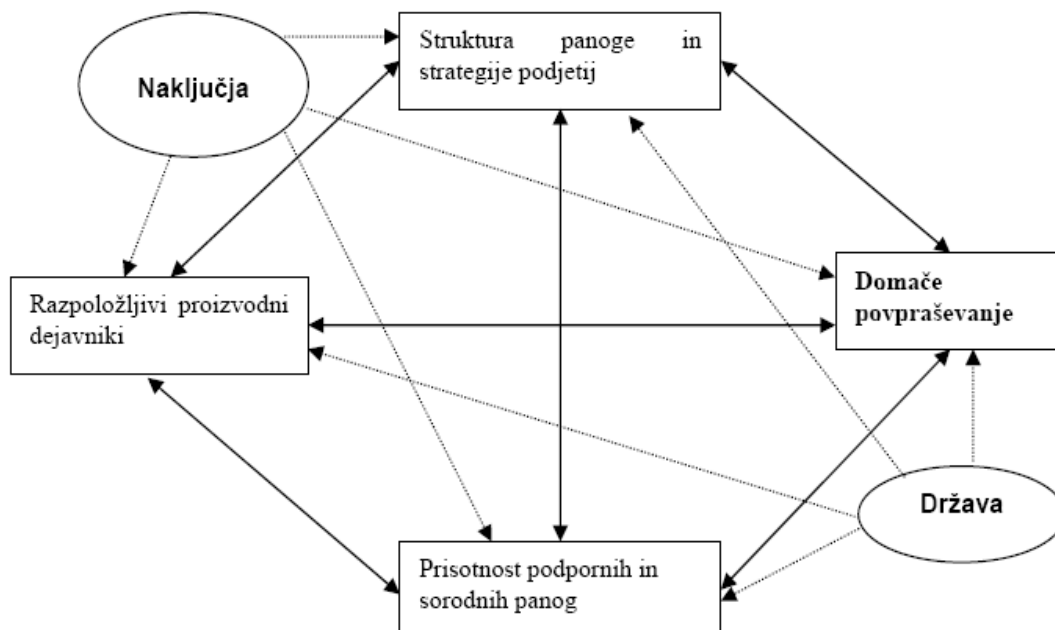 Struktura panoge in
strategije podjetij
Naključja
Razpoložljivi proizvodni
dejavniki
Domače
povpraševanje
Država
Prisotnost podpornih in
sorodnih panog